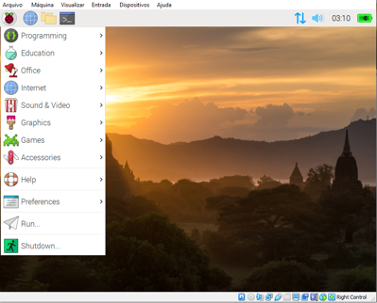 Arquivo Máquina Visualizar Entrada Dispositivos Ajuda
03:10
Programming
Education
Office
Internet
Sound & Video
Graphics
Games
Accessories
Help
Preferences
Run...
Shutdown...
Right Control